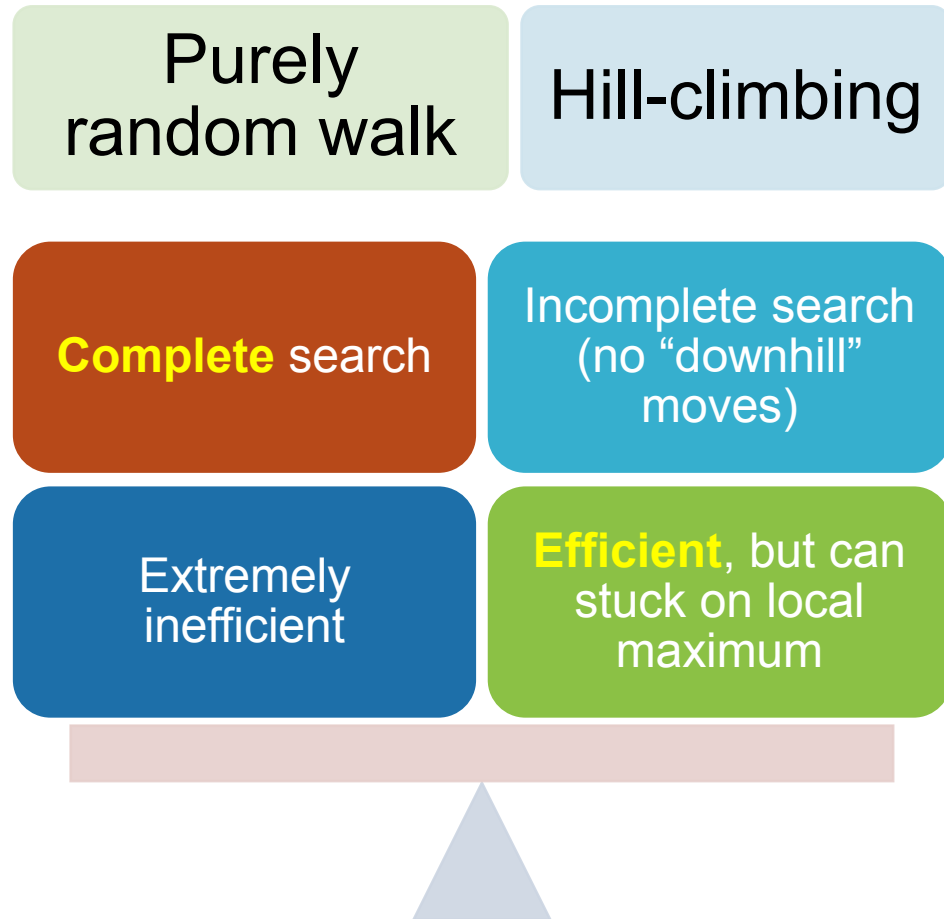 Purely
random walk
Hill-climbing
Complete search
Incomplete search
(no “downhill”
moves)
Extremely
inefficient
Efficient, but can
stuck on local
maximum